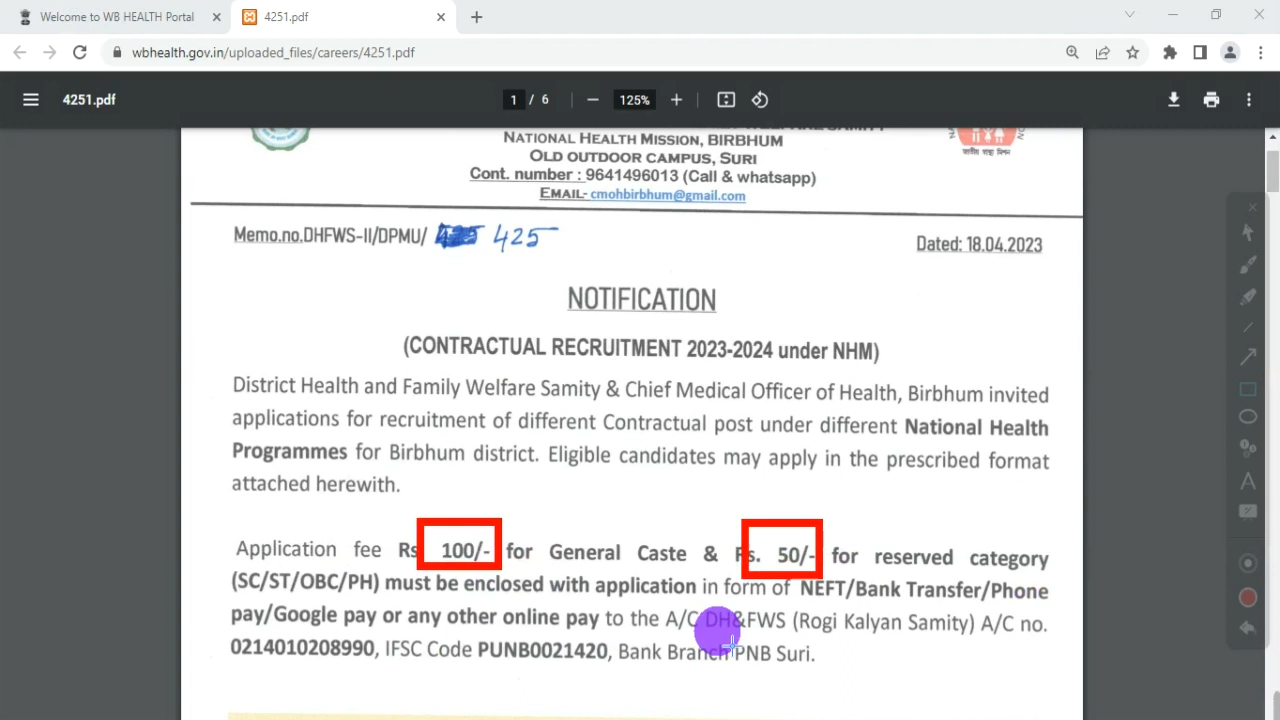 Welcome to WB HEALTH Portal
4251.pdf
wbhealth.gov.in/uploaded_files/careers/4251.pdf
4251.pdf
1 / 6
125%
NATIONAL HEALTH MISSION, BIRBHUM
OLD OUTDOOR CAMPUS, SURI
Cont. number : 9641496013 (Call & whatsapp)
EMAIL- cmohbirbhum@gmail.com
Memo.no.DHFWS-II/DPMU/ 425
Dated: 18.04.2023
NOTIFICATION
(CONTRACTUAL RECRUITMENT 2023-2024 under NHM)
District Health and Family Welfare Samity & Chief Medical Officer of Health, Birbhum invited
applications for recruitment of different Contractual post under different National Health
Programmes for Birbhum district. Eligible candidates may apply in the prescribed format
attached herewith.
Application fee Rs 100/- for General Caste & Rs. 50/- for reserved category
(SC/ST/OBC/PH) must be enclosed with application in form of NEFT/Bank Transfer/Phone
pay/Google pay or any other online pay to the A/C DH&FWS (Rogi Kalyan Samity) A/C no.
0214010208990, IFSC Code PUNB0021420, Bank Branch PNB Suri.